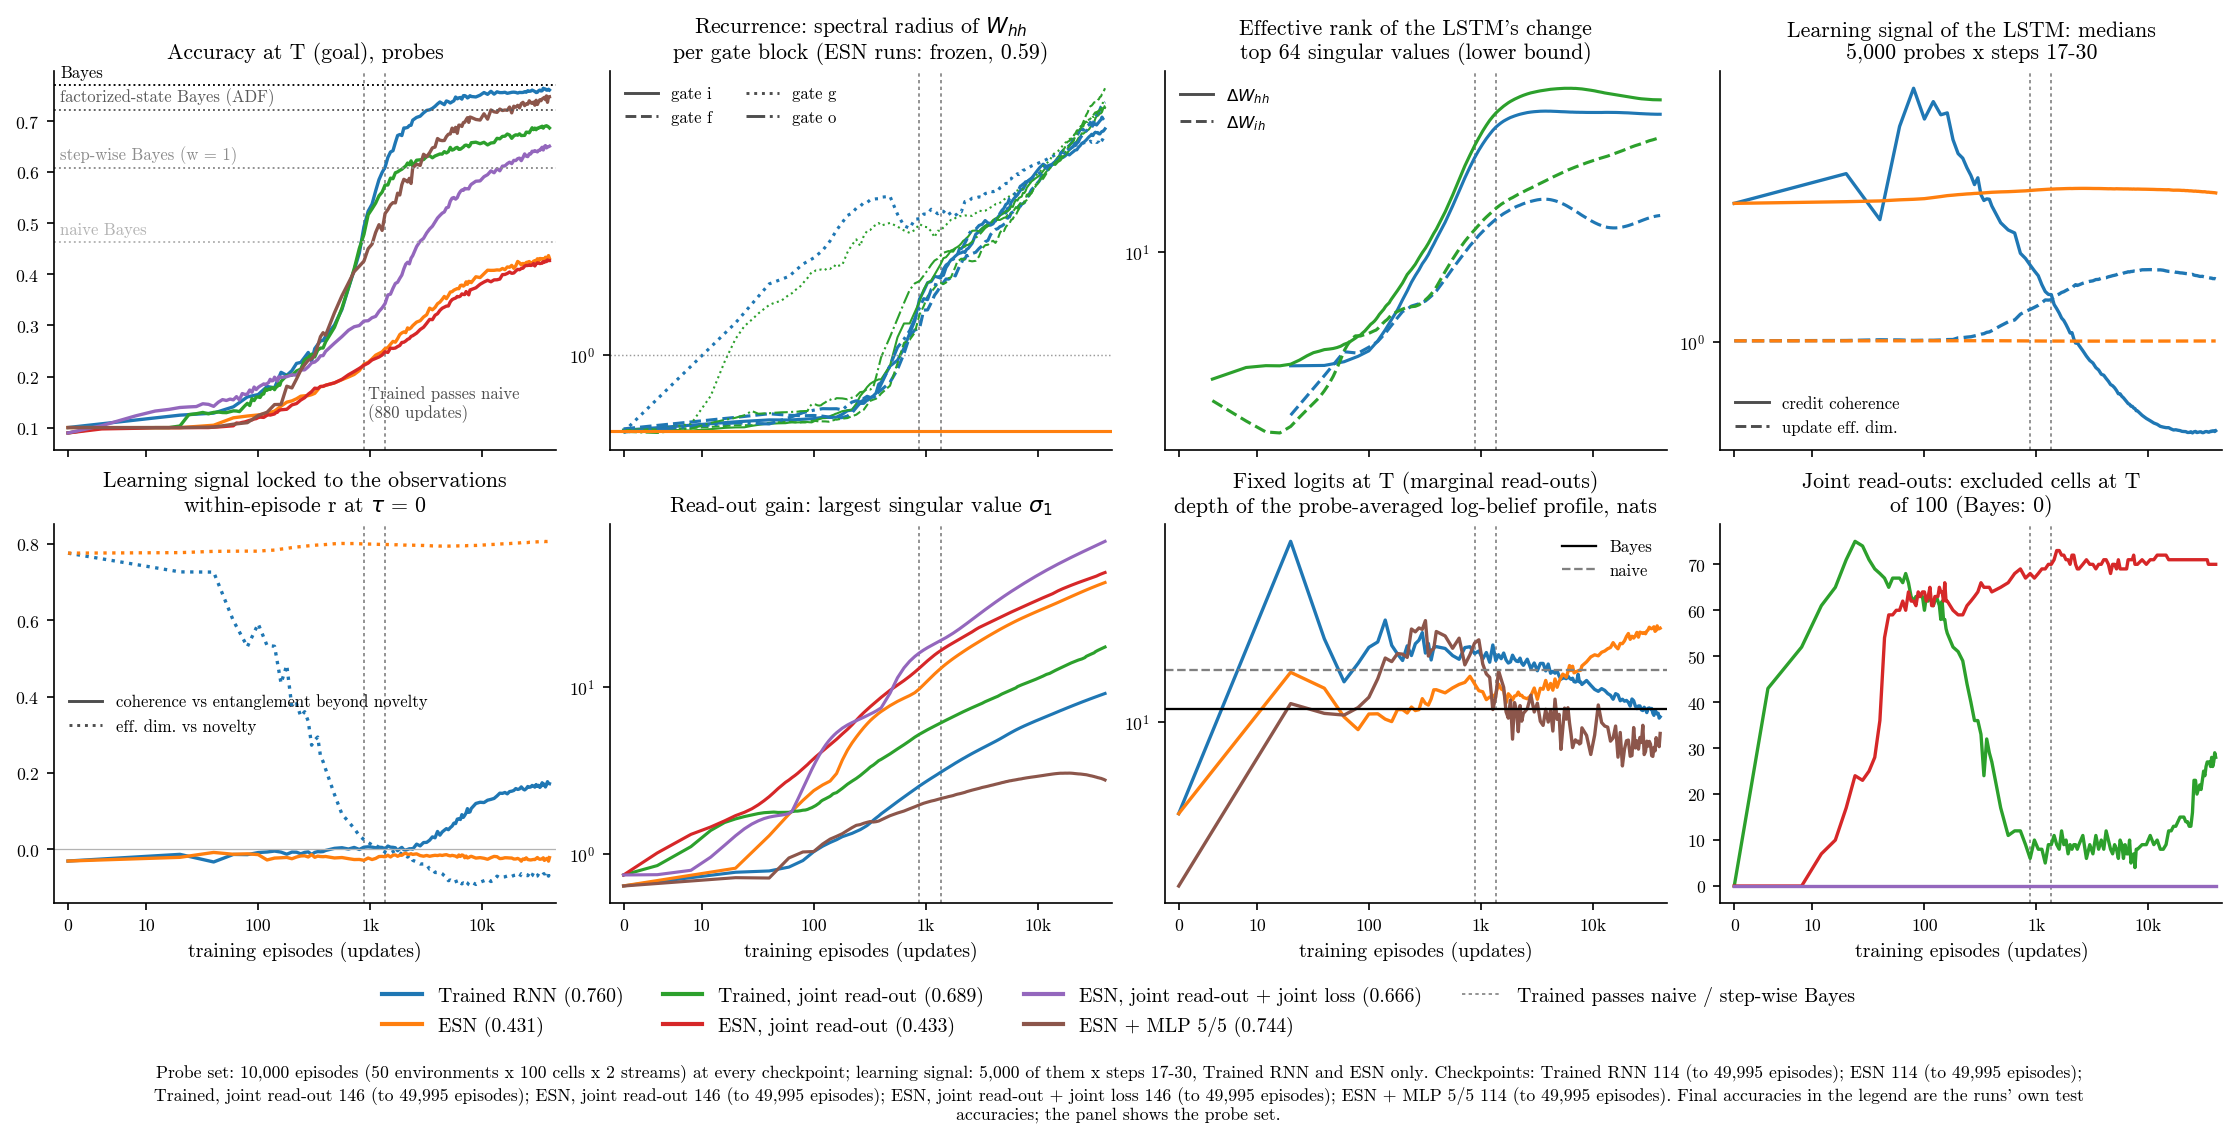 Accuracy at T (goal), probes
Bayes
factorized-state Bayes (ADF)
step-wise Bayes (w = 1)
naive Bayes
Trained passes naive
(880 updates)
0.7
0.6
0.5
0.4
0.3
0.2
0.1
Recurrence: spectral radius of W_hh
per gate block (ESN runs: frozen, 0.59)
gate i
gate f
gate g
gate o
10^0
Effective rank of the LSTM's change
top 64 singular values (lower bound)
ΔW_hh
ΔW_ih
10^1
Learning signal of the LSTM: medians
5,000 probes x steps 17-30
10^0
credit coherence
update eff. dim.
Learning signal locked to the observations
within-episode r at τ = 0
0.8
0.6
0.4
0.2
0.0
coherence vs entanglement beyond novelty
eff. dim. vs novelty
0 10 100 1k 10k
training episodes (updates)
Read-out gain: largest singular value σ_1
10^1
10^0
0 10 100 1k 10k
training episodes (updates)
Fixed logits at T (marginal read-outs)
depth of the probe-averaged log-belief profile, nats
Bayes
naive
10^1
0 10 100 1k 10k
training episodes (updates)
Joint read-outs: excluded cells at T
of 100 (Bayes: 0)
70
60
50
40
30
20
10
0
0 10 100 1k 10k
training episodes (updates)
Trained RNN (0.760)
ESN (0.431)
Trained, joint read-out (0.689)
ESN, joint read-out (0.433)
ESN, joint read-out + joint loss (0.666)
ESN + MLP 5/5 (0.744)
Trained passes naive / step-wise Bayes
Probe set: 10,000 episodes (50 environments x 100 cells x 2 streams) at every checkpoint; learning signal: 5,000 of them x steps 17-30, Trained RNN and ESN only. Checkpoints: Trained RNN 114 (to 49,995 episodes); ESN 114 (to 49,995 episodes);
Trained, joint read-out 146 (to 49,995 episodes); ESN, joint read-out 146 (to 49,995 episodes); ESN, joint read-out + joint loss 146 (to 49,995 episodes); ESN + MLP 5/5 114 (to 49,995 episodes). Final accuracies in the legend are the runs' own test
accuracies; the panel shows the probe set.